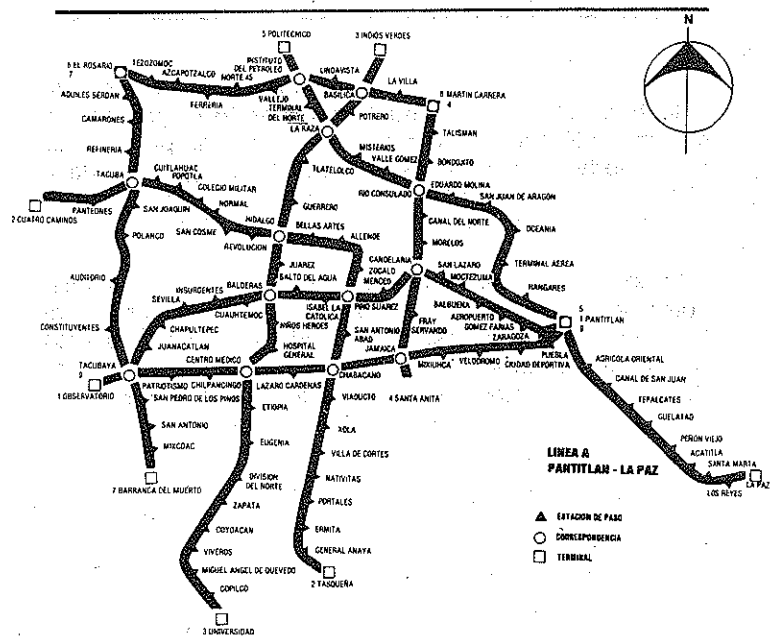 N
5 POLITECNICO
3 INDIOS VERDES
6 EL ROSARIO
7
TEZOZOMOC
AZCAPOTZALCO
NORTE 45
INSTITUTO
DEL PETROLEO
LINDAVISTA
LA VILLA
6 MARTIN CARRERA
4
AQUILES SERDAN
FERRERIA
VALLEJO
TERMINAL
DEL NORTE
BASILICA
POTRERO
CAMARONES
LA RAZA
TALISMAN
MISTERIOS
REFINERIA
VALLE GOMEZ
BONDOJITO
TLATELOLCO
TACUBA
CUITLAHUAC
POPOTLA
COLEGIO MILITAR
NORMAL
RIO CONSULADO
EDUARDO MOLINA
SAN JUAN DE ARAGON
PANTEONES
2 CUATRO CAMINOS
SAN JOAQUIN
GUERRERO
HIDALGO
BELLAS ARTES
CANAL DEL NORTE
OCEANIA
POLANCO
SAN COSME
REVOLUCION
ALLENDE
MORELOS
CANDELARIA
SAN LAZARO
TERMINAL AEREA
AUDITORIO
JUAREZ
SALTO DEL AGUA
ZOCALO
MERCED
MOCTEZUMA
HANGARES
INSURGENTES
BALDERAS
SEVILLA
CUAUHTEMOC
ISABEL LA
CATOLICA
PINO SUAREZ
BALBUENA
AEROPUERTO
GOMEZ FARIAS
ZARAGOZA
5
1 PANTITLAN
9
CONSTITUYENTES
CHAPULTEPEC
JUANACATLAN
NIÑOS HEROES
HOSPITAL
GENERAL
SAN ANTONIO
ABAD
FRAY
SERVANDO
JAMAICA
PUEBLA
CENTRO MEDICO
TACUBAYA
9
1 OBSERVATORIO
PATRIOTISMO
CHILPANCINGO
LAZARO CARDENAS
CHABACANO
MIXIUHCA
VELODROMO
CIUDAD DEPORTIVA
AGRICOLA ORIENTAL
SAN PEDRO DE LOS PINOS
ETIOPIA
VIADUCTO
4 SANTA ANITA
CANAL DE SAN JUAN
TEPALCATES
SAN ANTONIO
XOLA
GUELATAO
MIXCOAC
EUGENIA
VILLA DE CORTES
PEÑON VIEJO
ACATITLA
LINEA A
PANTITLAN - LA PAZ
SANTA MARTA
LA PAZ
LOS REYES
7 BARRANCA DEL MUERTO
DIVISION
DEL NORTE
NATIVITAS
ZAPATA
PORTALES
ESTACION DE PASO
COYOACAN
ERMITA
CORRESPONDENCIA
VIVEROS
GENERAL ANAYA
TERMINAL
MIGUEL ANGEL DE QUEVEDO
2 TASQUEÑA
COPILCO
3 UNIVERSIDAD